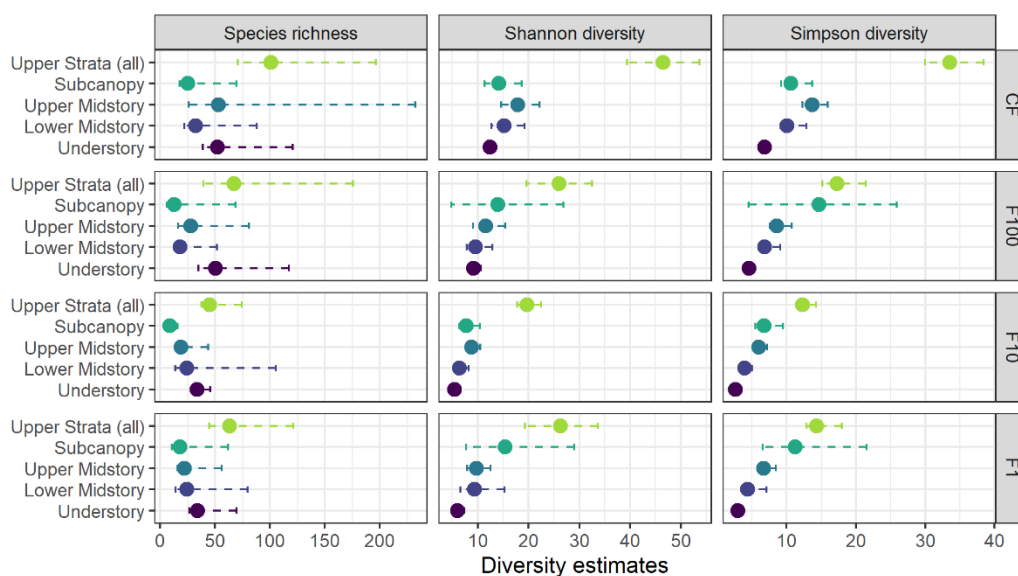 Species richness Shannon diversity Simpson diversity
Upper Strata (all)
Subcanopy
Upper Midstory
Lower Midstory
Understory
CF
Upper Strata (all)
Subcanopy
Upper Midstory
Lower Midstory
Understory
F100
Upper Strata (all)
Subcanopy
Upper Midstory
Lower Midstory
Understory
F10
Upper Strata (all)
Subcanopy
Upper Midstory
Lower Midstory
Understory
F1
0 50 100 150 200 10 20 30 40 50 10 20 30 40
Diversity estimates